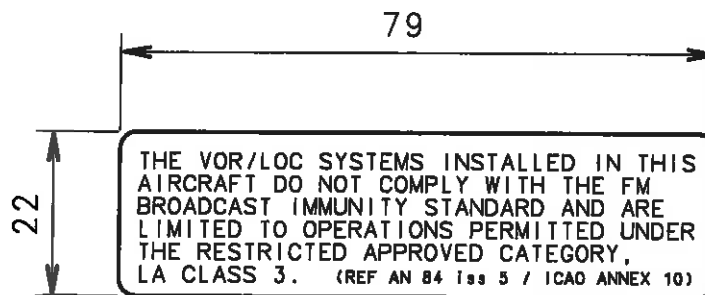 79
22
THE VOR/LOC SYSTEMS INSTALLED IN THIS
AIRCRAFT DO NOT COMPLY WITH THE FM
BROADCAST IMMUNITY STANDARD AND ARE
LIMITED TO OPERATIONS PERMITTED UNDER
THE RESTRICTED APPROVED CATEGORY,
LA CLASS 3. (REF AN 84 iss 5 / ICAO ANNEX 10)